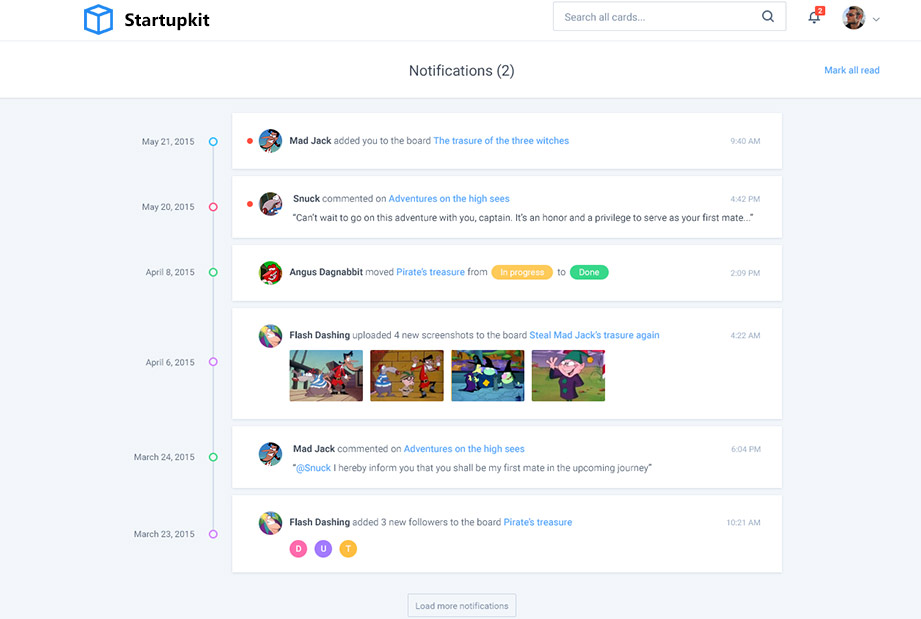 Startupkit
Search all cards...
2
Notifications (2)
Mark all read
May 21, 2015
Mad Jack added you to the board The trasure of the three witches
9:40 AM
May 20, 2015
Snuck commented on Adventures on the high sees
4:42 PM
“Can’t wait to go on this adventure with you, captain. It’s an honor and a privilege to serve as your first mate...”
April 8, 2015
Angus Dagnabbit moved Pirate’s treasure from In progress to Done
2:09 PM
Flash Dashing uploaded 4 new screenshots to the board Steal Mad Jack’s trasure again
4:22 AM
April 6, 2015
Mad Jack commented on Adventures on the high sees
6:04 PM
March 24, 2015
“@Snuck I hereby inform you that you shall be my first mate in the upcoming journey”
Flash Dashing added 3 new followers to the board Pirate’s treasure
10:21 AM
March 23, 2015
D U T
Load more notifications